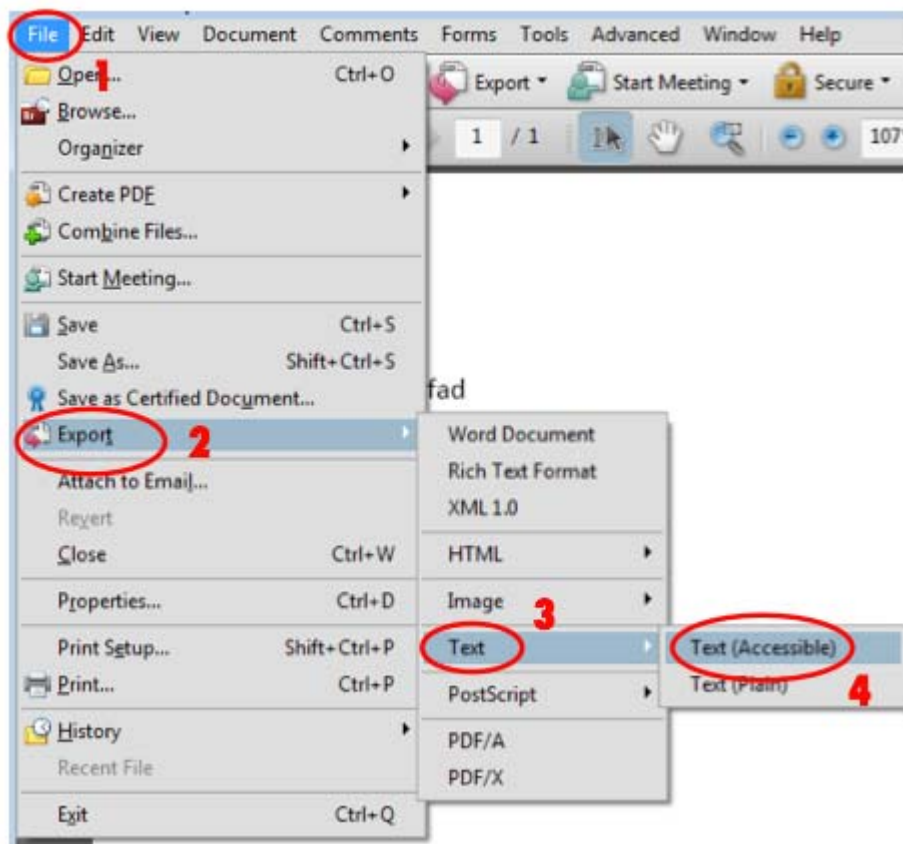 File Edit View Document Comments Forms Tools Advanced Window Help
1
Open... Ctrl+O
Export Start Meeting Secure
Browse...
1 / 1 107
Organizer
Create PDF
Combine Files...
Start Meeting...
Save Ctrl+S
Save As... Shift+Ctrl+S
fad
Save as Certified Document...
Export 2
Word Document
Rich Text Format
XML 1.0
HTML
Image 3
Text
PostScript
PDF/A
PDF/X
Text (Accessible)
Text (Plain) 4
Attach to Email...
Revert
Close Ctrl+W
Properties... Ctrl+D
Print Setup... Shift+Ctrl+P
Print... Ctrl+P
History
Recent File
Exit Ctrl+Q